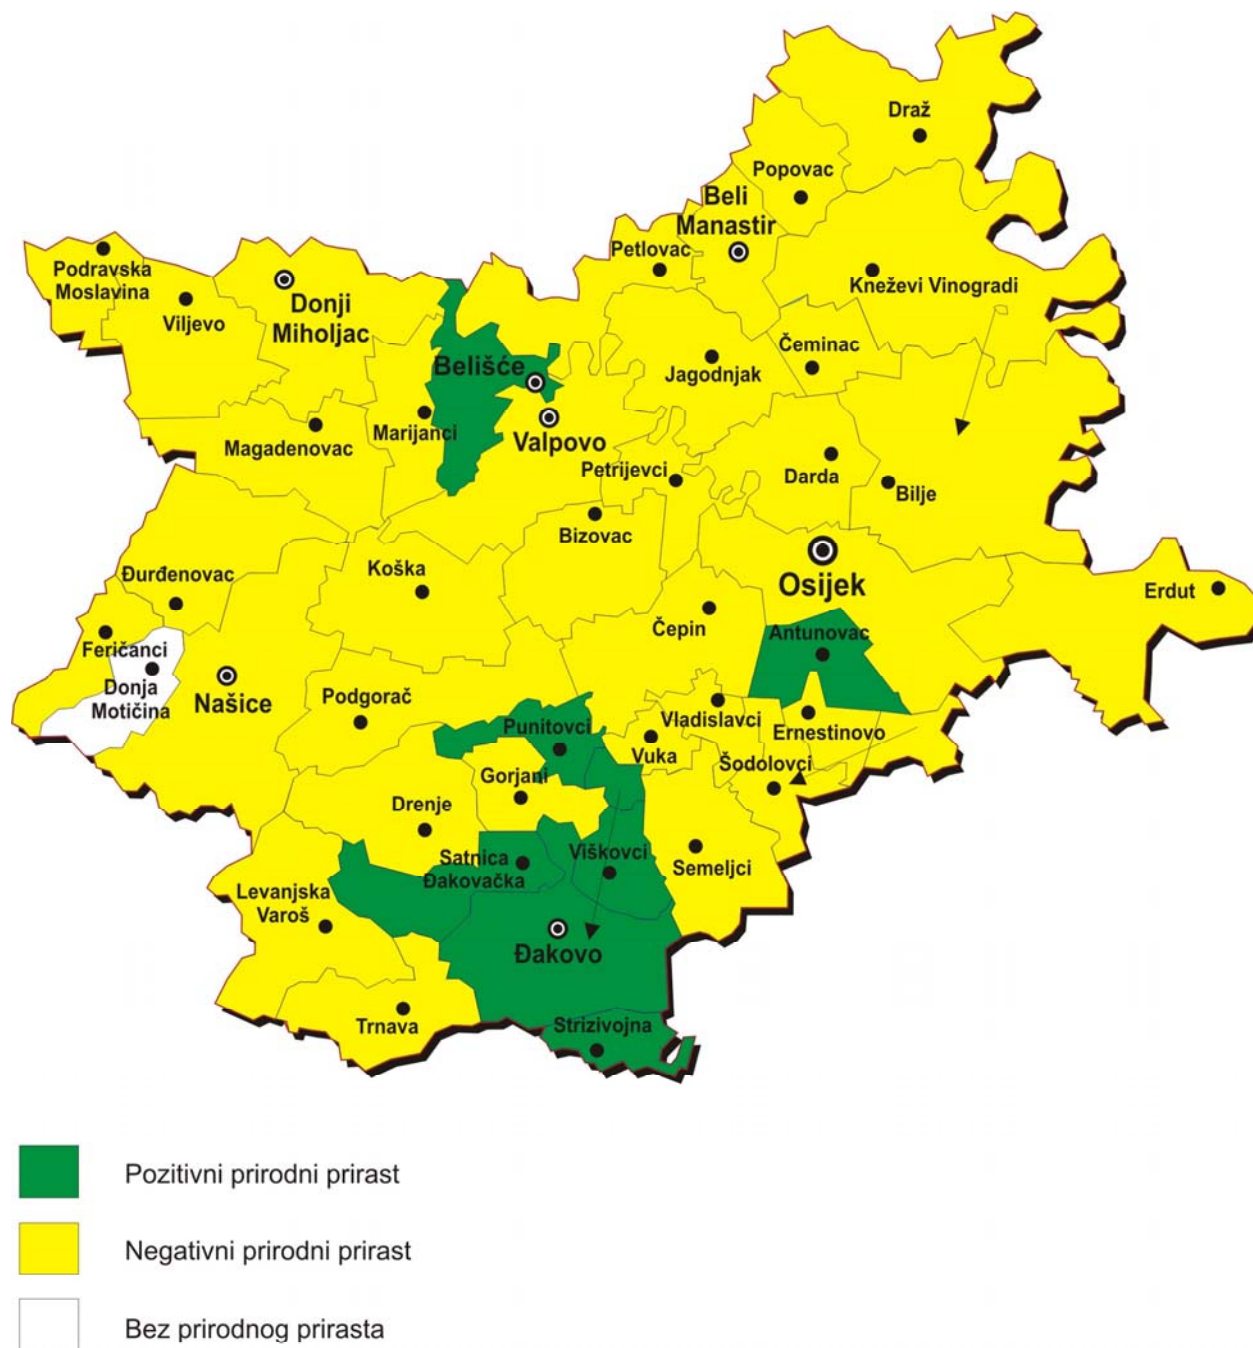 Draž
Popovac
Beli
Manastir
Petlovac
Kneževi Vinogradi
Podravska
Moslavina
Viljevo
Donji
Miholjac
Belišće
Čeminac
Jagodnjak
Marijanci
Magadenovac
Valpovo
Petrijevci
Darda
Bilje
Bizovac
Koška
Đurđenovac
Osijek
Erdut
Čepin
Antunovac
Feričanci
Donja
Motičina
Našice
Podgorač
Punitovci
Vladislavci
Ernestinovo
Vuka
Šodolovci
Gorjani
Drenje
Satnica
Đakovačka
Viškovci
Semeljci
Levanjska
Varoš
Đakovo
Trnava
Strizivojna
Pozitivni prirodni prirast
Negativni prirodni prirast
Bez prirodnog prirasta